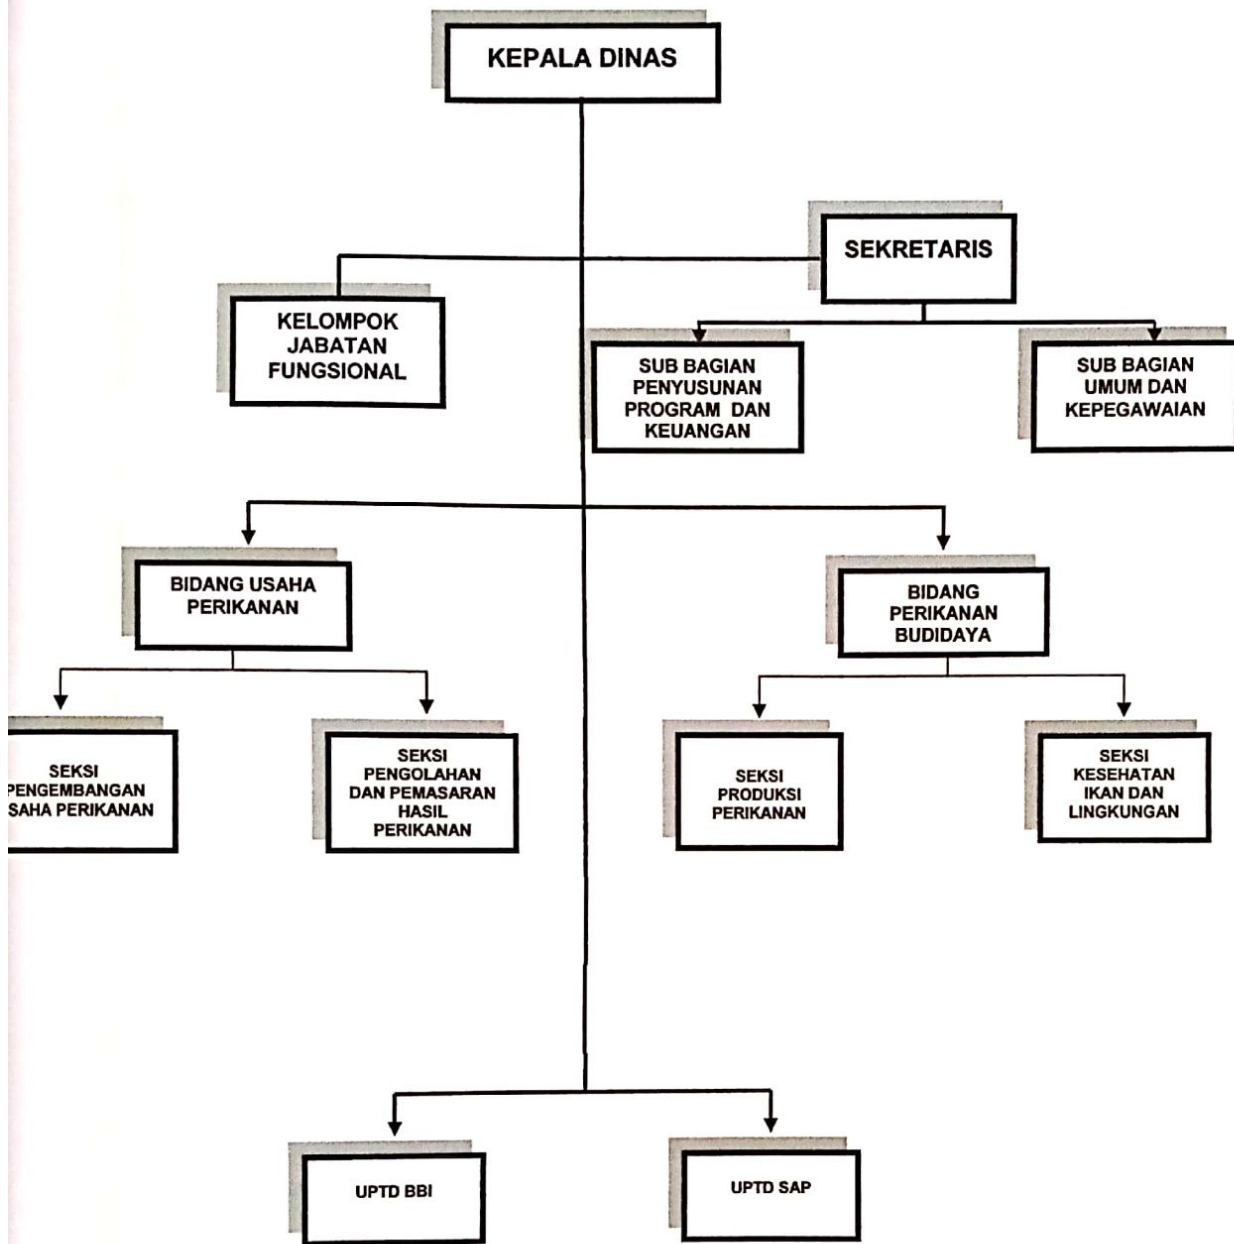 KEPALA DINAS
SEKRETARIS
KELOMPOK
JABATAN
FUNGSIONAL
SUB BAGIAN
PENYUSUNAN
PROGRAM DAN
KEUANGAN
SUB BAGIAN
UMUM DAN
KEPEGAWAIAN
BIDANG USAHA
PERIKANAN
BIDANG
PERIKANAN
BUDIDAYA
SEKSI
PENGEMBANGAN
SAHA PERIKANAN
SEKSI
PENGOLAHAN
DAN PEMASARAN
HASIL
PERIKANAN
SEKSI
PRODUKSI
PERIKANAN
SEKSI
KESEHATAN
IKAN DAN
LINGKUNGAN
UPTD BBI
UPTD SAP